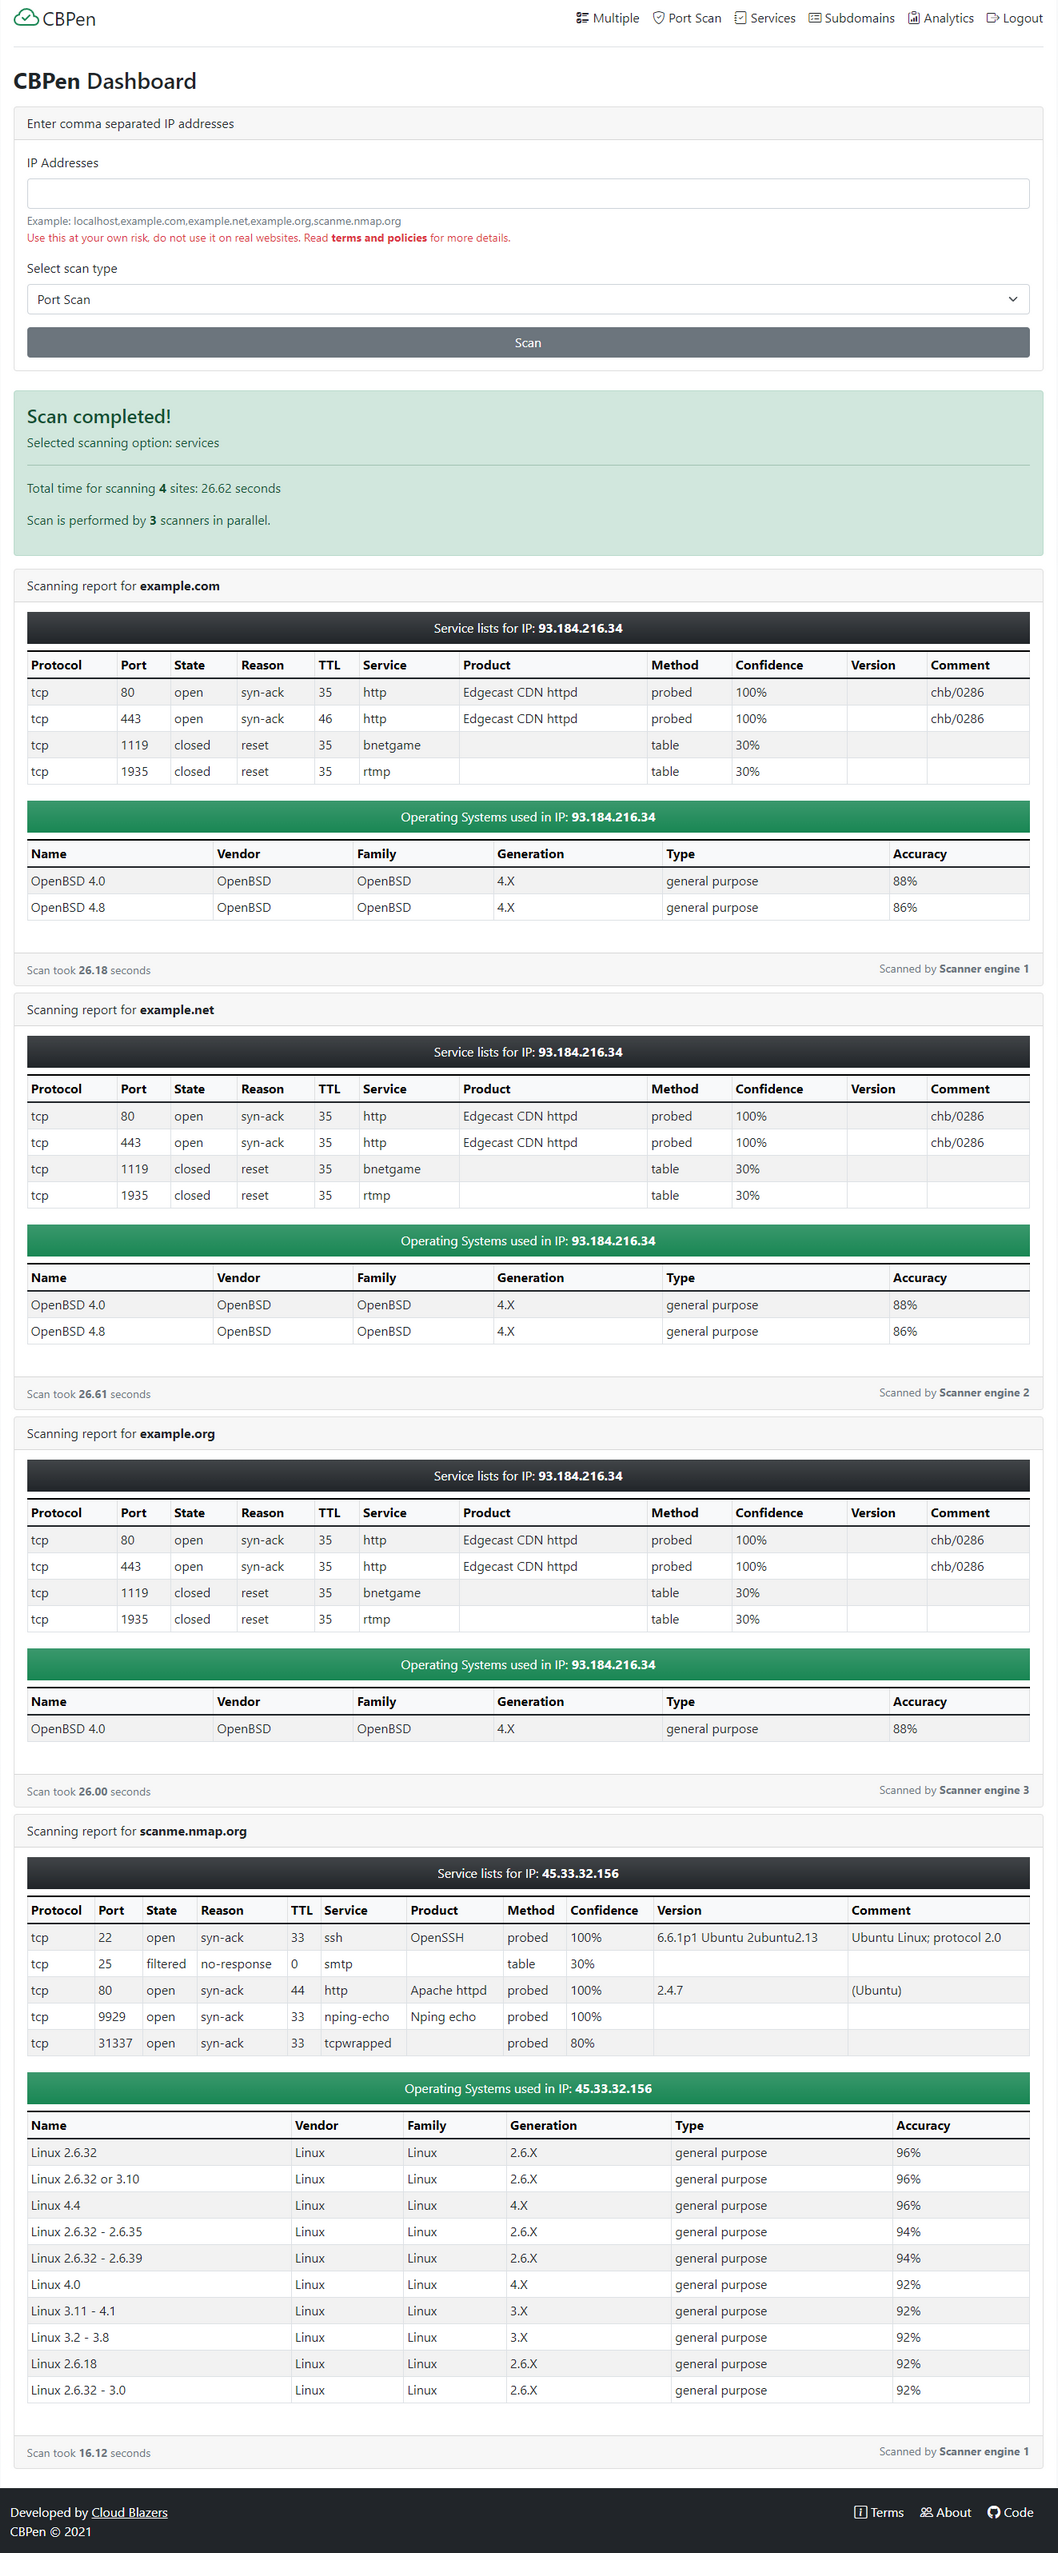 CBPen Multiple Port Scan Services Subdomains Analytics Logout
CBPen Dashboard
Enter comma separated IP addresses
IP Addresses
Example: localhost,example.com,example.net,example.org,scanme.nmap.org
Use this at your own risk, do not use it on real websites. Read terms and policies for more details.
Select scan type
Port Scan
Scan
Scan completed!
Selected scanning option: services
Total time for scanning 4 sites: 26.62 seconds
Scan is performed by 3 scanners in parallel.
Scanning report for example.com
Service lists for IP: 93.184.216.34
Protocol Port State Reason TTL Service Product Method Confidence Version Comment
tcp 80 open syn-ack 35 http Edgecast CDN httpd probed 100% chb/0286
tcp 443 open syn-ack 46 http Edgecast CDN httpd probed 100% chb/0286
tcp 1119 closed reset 35 bnetgame table 30%
tcp 1935 closed reset 35 rtmp table 30%
Operating Systems used in IP: 93.184.216.34
Name Vendor Family Generation Type Accuracy
OpenBSD 4.0 OpenBSD OpenBSD 4.X general purpose 88%
OpenBSD 4.8 OpenBSD OpenBSD 4.X general purpose 86%
Scan took 26.18 seconds Scanned by Scanner engine 1
Scanning report for example.net
Service lists for IP: 93.184.216.34
Protocol Port State Reason TTL Service Product Method Confidence Version Comment
tcp 80 open syn-ack 35 http Edgecast CDN httpd probed 100% chb/0286
tcp 443 open syn-ack 35 http Edgecast CDN httpd probed 100% chb/0286
tcp 1119 closed reset 35 bnetgame table 30%
tcp 1935 closed reset 35 rtmp table 30%
Operating Systems used in IP: 93.184.216.34
Name Vendor Family Generation Type Accuracy
OpenBSD 4.0 OpenBSD OpenBSD 4.X general purpose 88%
OpenBSD 4.8 OpenBSD OpenBSD 4.X general purpose 86%
Scan took 26.61 seconds Scanned by Scanner engine 2
Scanning report for example.org
Service lists for IP: 93.184.216.34
Protocol Port State Reason TTL Service Product Method Confidence Version Comment
tcp 80 open syn-ack 35 http Edgecast CDN httpd probed 100% chb/0286
tcp 443 open syn-ack 35 http Edgecast CDN httpd probed 100% chb/0286
tcp 1119 closed reset 35 bnetgame table 30%
tcp 1935 closed reset 35 rtmp table 30%
Operating Systems used in IP: 93.184.216.34
Name Vendor Family Generation Type Accuracy
OpenBSD 4.0 OpenBSD OpenBSD 4.X general purpose 88%
Scan took 26.00 seconds Scanned by Scanner engine 3
Scanning report for scanme.nmap.org
Service lists for IP: 45.33.32.156
Protocol Port State Reason TTL Service Product Method Confidence Version Comment
tcp 22 open syn-ack 33 ssh OpenSSH probed 100% 6.6.1p1 Ubuntu 2ubuntu2.13 Ubuntu Linux; protocol 2.0
tcp 25 filtered no-response 0 smtp table 30%
tcp 80 open syn-ack 44 http Apache httpd probed 100% 2.4.7 (Ubuntu)
tcp 9929 open syn-ack 33 nping-echo Nping echo probed 100%
tcp 31337 open syn-ack 33 tcpwrapped probed 80%
Operating Systems used in IP: 45.33.32.156
Name Vendor Family Generation Type Accuracy
Linux 2.6.32 Linux Linux 2.6.X general purpose 96%
Linux 2.6.32 or 3.10 Linux Linux 2.6.X general purpose 96%
Linux 4.4 Linux Linux 4.X general purpose 96%
Linux 2.6.32 - 2.6.35 Linux Linux 2.6.X general purpose 94%
Linux 2.6.32 - 2.6.39 Linux Linux 2.6.X general purpose 94%
Linux 4.0 Linux Linux 4.X general purpose 92%
Linux 3.11 - 4.1 Linux Linux 3.X general purpose 92%
Linux 3.2 - 3.8 Linux Linux 3.X general purpose 92%
Linux 2.6.18 Linux Linux 2.6.X general purpose 92%
Linux 2.6.32 - 3.0 Linux Linux 2.6.X general purpose 92%
Scan took 16.12 seconds Scanned by Scanner engine 1
Developed by Cloud Blazers Terms About Code
CBPen © 2021